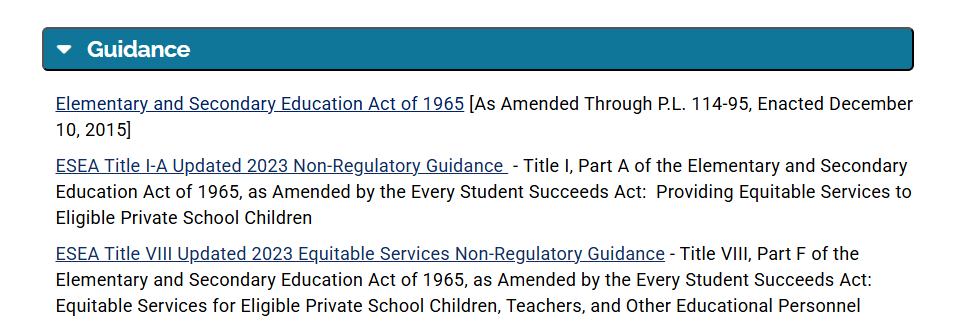 Guidance
Elementary and Secondary Education Act of 1965 [As Amended Through P.L. 114-95, Enacted December
10, 2015]
ESEA Title I-A Updated 2023 Non-Regulatory Guidance  - Title I, Part A of the Elementary and Secondary
Education Act of 1965, as Amended by the Every Student Succeeds Act:  Providing Equitable Services to
Eligible Private School Children
ESEA Title VIII Updated 2023 Equitable Services Non-Regulatory Guidance - Title VIII, Part F of the
Elementary and Secondary Education Act of 1965, as Amended by the Every Student Succeeds Act:
Equitable Services for Eligible Private School Children, Teachers, and Other Educational Personnel